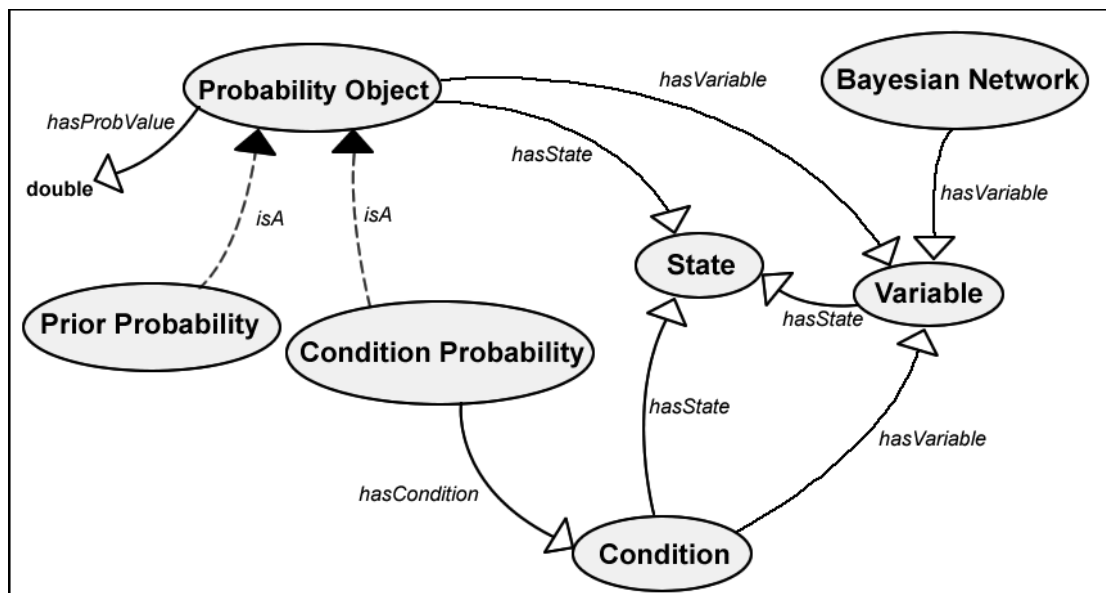 Probability Object
hasVariable
Bayesian Network
hasProbValue
hasState
double
isA
isA
hasVariable
State
Variable
hasState
Prior Probability
Condition Probability
hasState
hasVariable
hasCondition
Condition